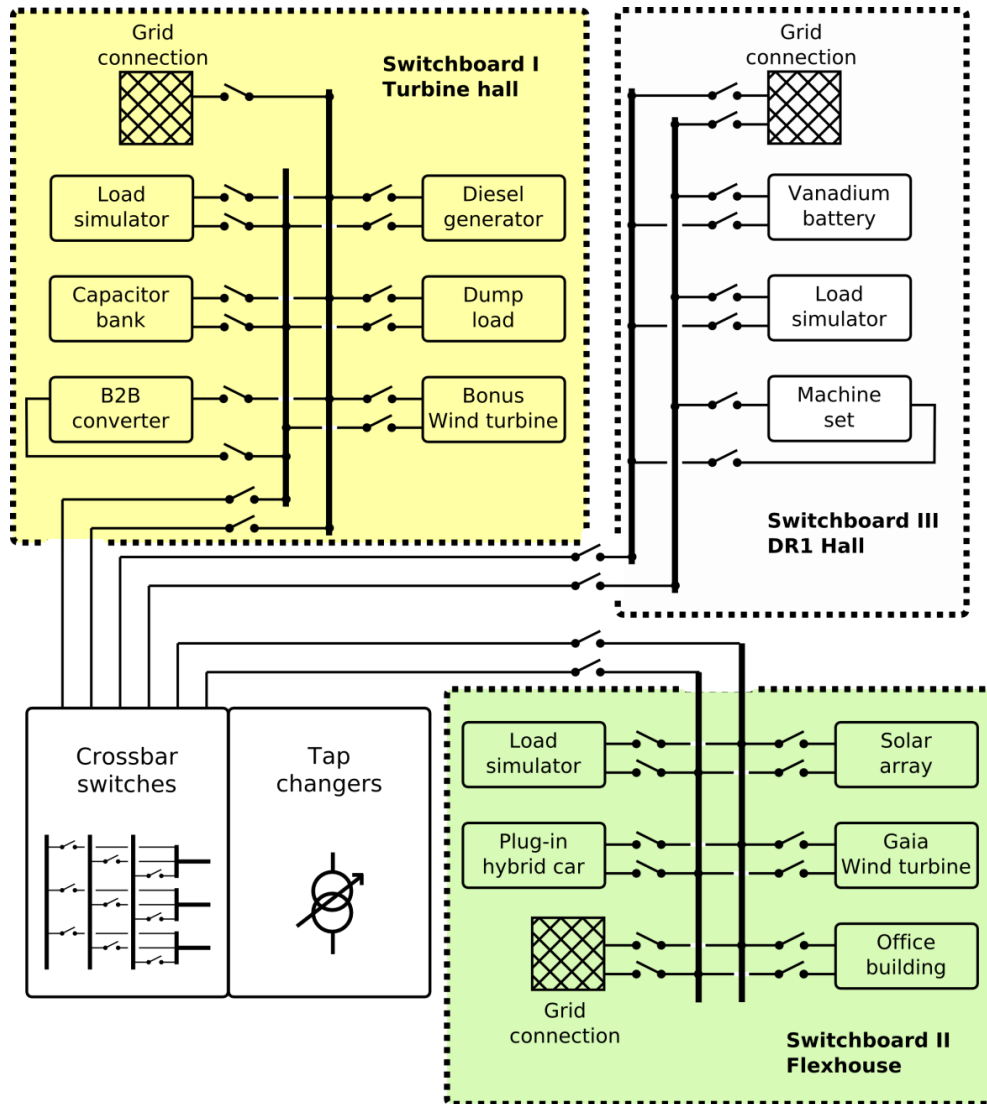 Grid
connection
Switchboard I
Turbine hall
Load
simulator
Diesel
generator
Capacitor
bank
Dump
load
B2B
converter
Bonus
Wind turbine
Grid
connection
Vanadium
battery
Load
simulator
Machine
set
Switchboard III
DR1 Hall
Crossbar
switches
Tap
changers
Load
simulator
Solar
array
Plug-in
hybrid car
Gaia
Wind turbine
Grid
connection
Office
building
Switchboard II
Flexhouse